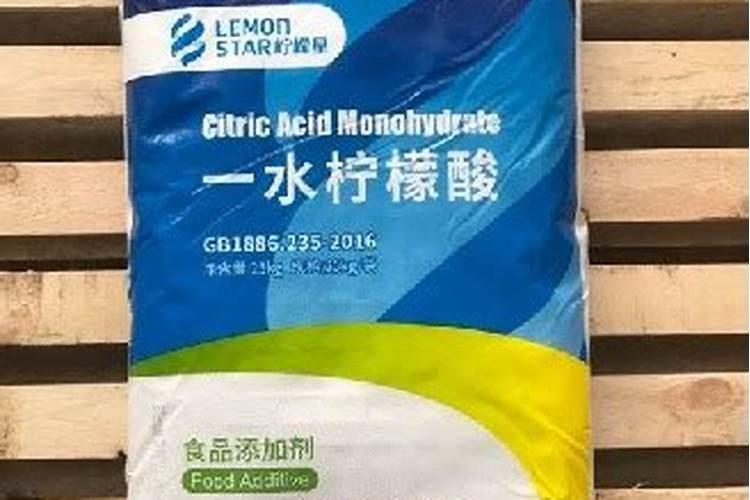 LEMON
STAR柠檬星
Citric Acid Monohydrate
一水柠檬酸
GB1886.235-2016
食品添加剂
Food Additive